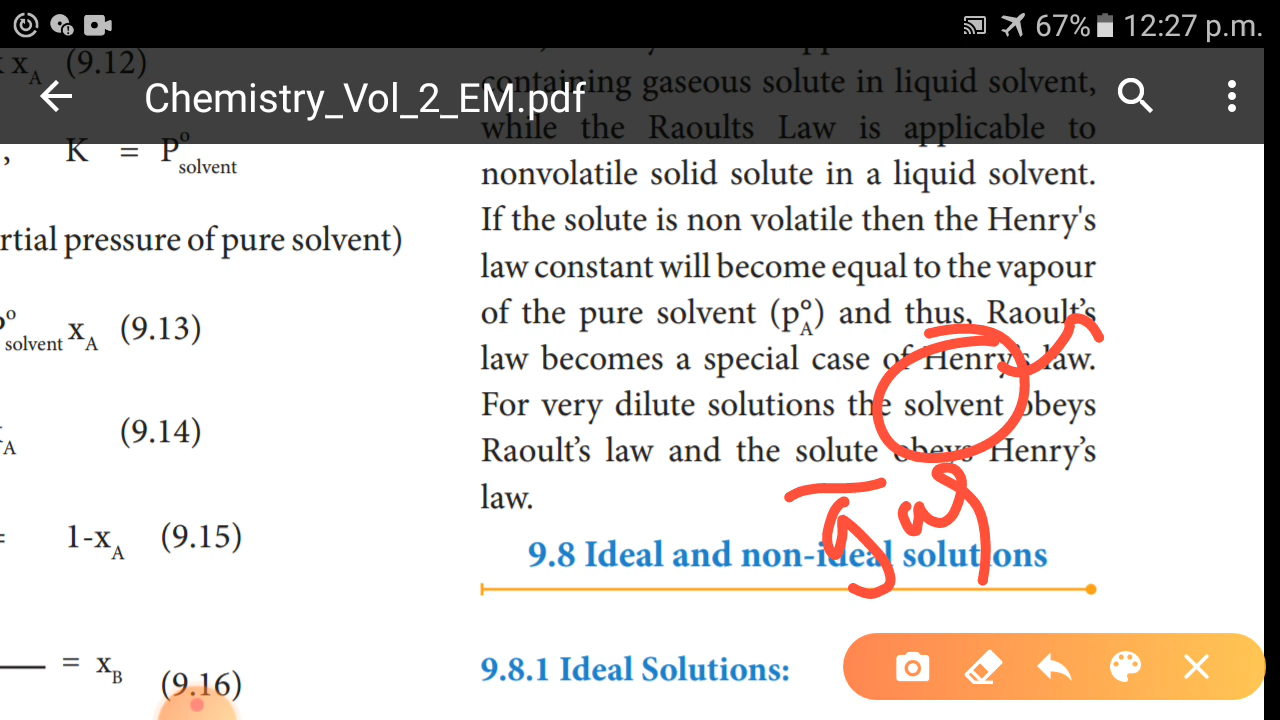 67% 12:27 p.m.
Chemistry_Vol_2_EM.pdf
x_A (9.12)
, K = P°solvent
rtial pressure of pure solvent)
P°solvent x_A (9.13)
A (9.14)
= 1-x_A (9.15)
= x_B (9.16)
containing gaseous solute in liquid solvent,
while the Raoults Law is applicable to
nonvolatile solid solute in a liquid solvent.
If the solute is non volatile then the Henry's
law constant will become equal to the vapour
of the pure solvent (p°A) and thus, Raoult's
law becomes a special case of Henry's law.
For very dilute solutions the solvent obeys
Raoult's law and the solute obeys Henry's
law.
gas
9.8 Ideal and non-ideal solutions
9.8.1 Ideal Solutions: